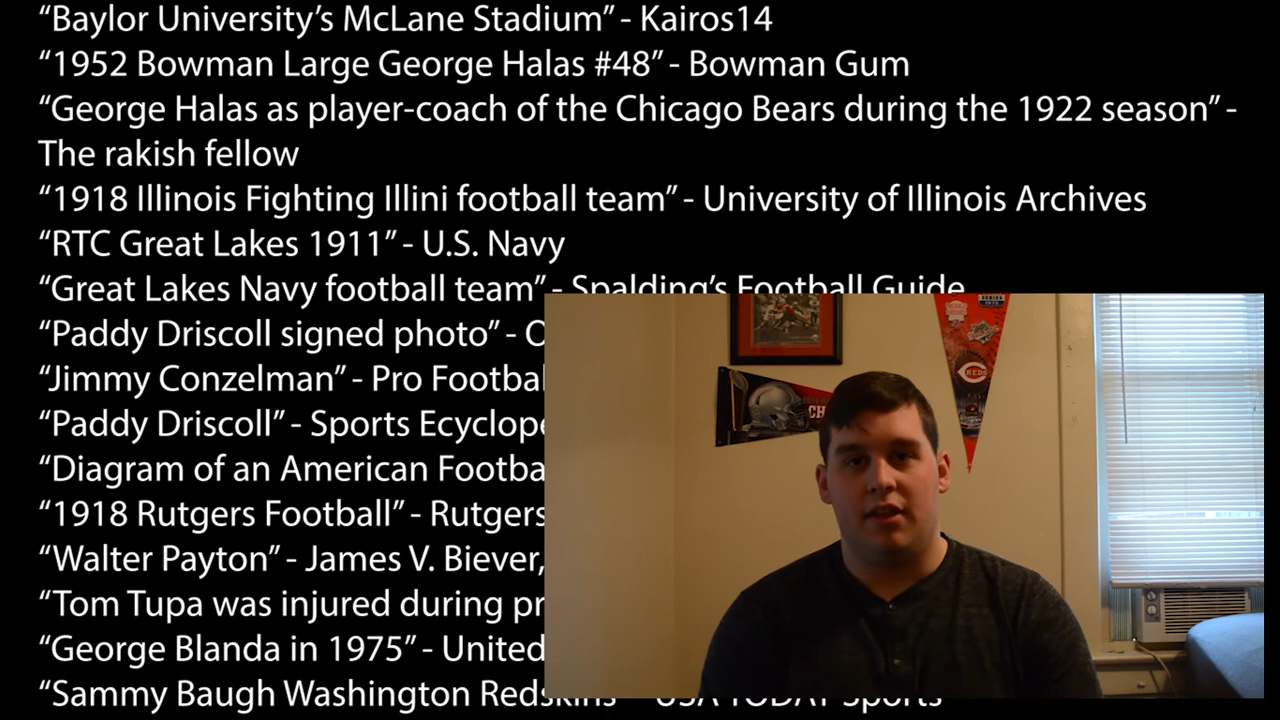 “Baylor University’s McLane Stadium” - Kairos14
“1952 Bowman Large George Halas #48” - Bowman Gum
“George Halas as player-coach of the Chicago Bears during the 1922 season” -
The rakish fellow
“1918 Illinois Fighting Illini football team” - University of Illinois Archives
“RTC Great Lakes 1911” - U.S. Navy
“Great Lakes Navy football team” - Spalding’s Football Guide
“Paddy Driscoll signed photo” -
“Jimmy Conzelman” - Pro
“Paddy Driscoll” - Sports
“Diagram of an American
“1918 Rutgers Football” - Rutgers
“Walter Payton” - James V. Biever,
“Tom Tupa was injured during
“George Blanda in 1975” - United
“Sammy Baugh Washington Redskins” - USA TODAY Sports
REDS